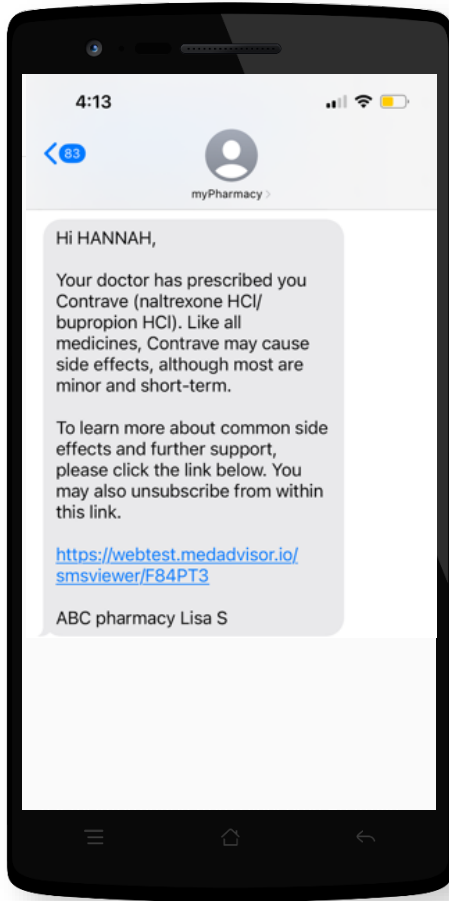 4:13
83
myPharmacy
Hi HANNAH,
Your doctor has prescribed you
Contrave (naltrexone HCl/
bupropion HCl). Like all
medicines, Contrave may cause
side effects, although most are
minor and short-term.
To learn more about common side
effects and further support,
please click the link below. You
may also unsubscribe from within
this link.
https://webtest.medadvisor.io/
smsviewer/F84PT3
ABC pharmacy Lisa S